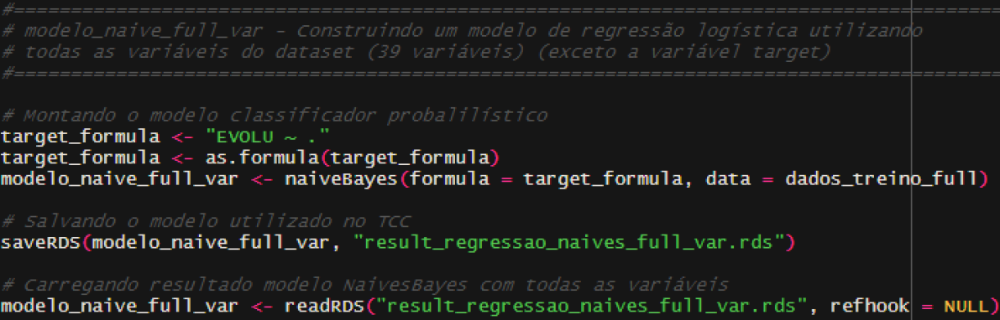 #=======================================================================================
# modelo_naive_full_var - Construindo um modelo de regressão logística utilizando
# todas as variáveis do dataset (39 variáveis) (exceto a variável target)
#=======================================================================================
# Montando o modelo classificador probalilístico
target_formula <- "EVOLU ~ ."
target_formula <- as.formula(target_formula)
modelo_naive_full_var <- naiveBayes(formula = target_formula, data = dados_treino_full)
# Salvando o modelo utilizado no TCC
saveRDS(modelo_naive_full_var, "result_regressao_naives_full_var.rds")
# Carregando resultado modelo NaivesBayes com todas as variáveis
modelo_naive_full_var <- readRDS("result_regressao_naives_full_var.rds", refhook = NULL)